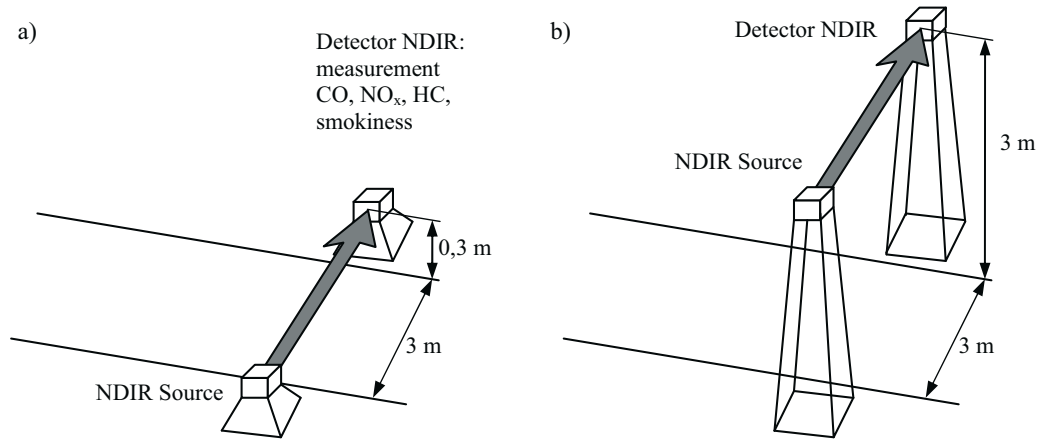 a)
Detector NDIR:
measurement
CO, NOₓ, HC,
smokiness
0,3 m
3 m
NDIR Source
b)
Detector NDIR
NDIR Source
3 m
3 m